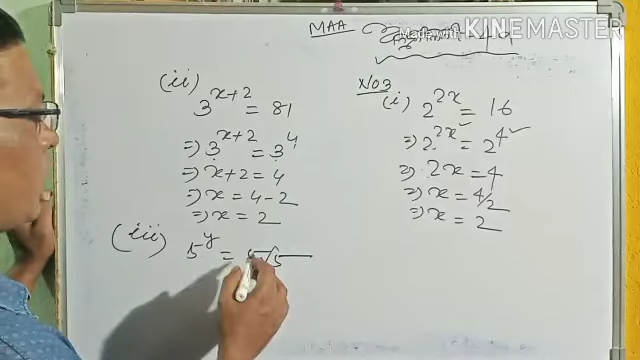 MAA
Made with KINEMASTER
(ii)
3^{x+2} = 81
⇒ 3^{x+2} = 3^4
⇒ x+2 = 4
⇒ x = 4-2
⇒ x = 2
(iii) 5^y =
NO3
(i) 2^{2x} = 16
⇒ 2^{2x} = 2^4
⇒ 2x = 4
⇒ x = 4/2
⇒ x = 2